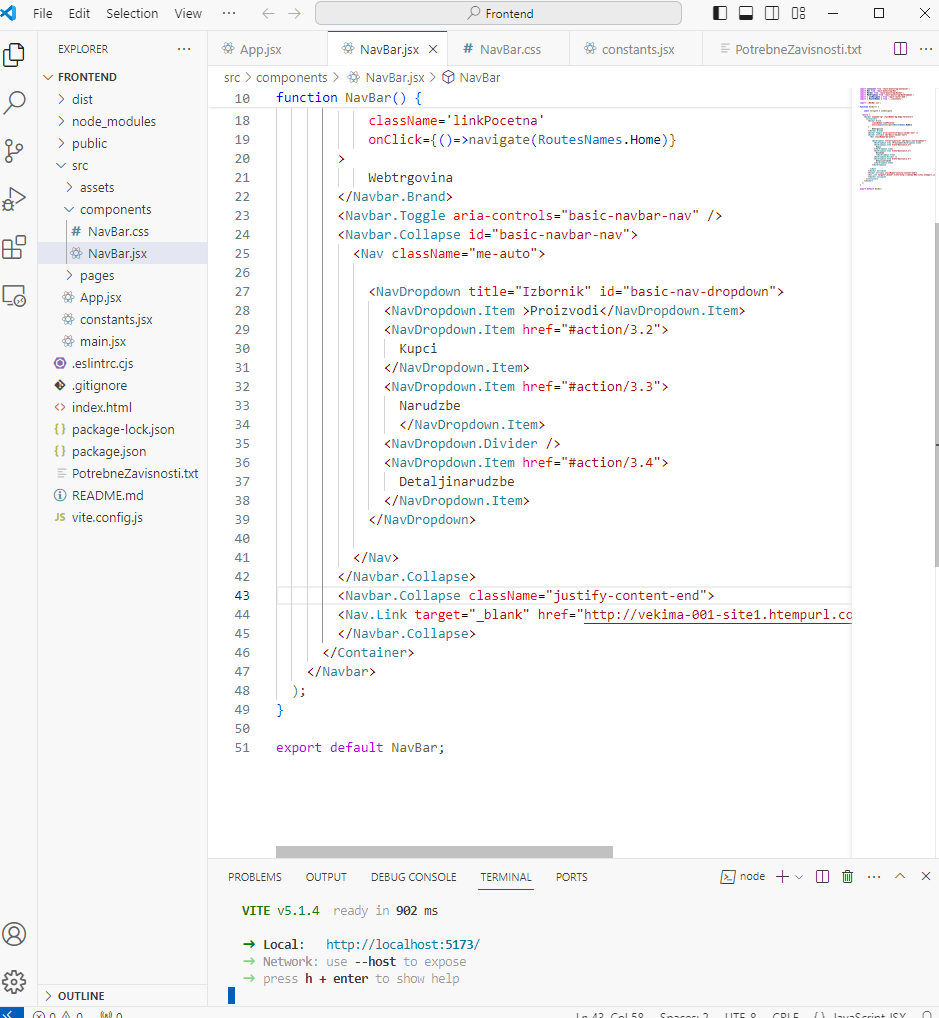 File Edit Selection View ··· Frontend
EXPLORER ···
FRONTEND
dist
node_modules
public
src
assets
components
# NavBar.css
NavBar.jsx
pages
App.jsx
constants.jsx
main.jsx
.eslintrc.cjs
.gitignore
index.html
package-lock.json
package.json
PotrebneZavisnosti.txt
README.md
JS vite.config.js
OUTLINE
App.jsx NavBar.jsx # NavBar.css constants.jsx PotrebneZavisnosti.txt
src > components > NavBar.jsx > NavBar
10 function NavBar() {
18 className='linkPocetna'
19 onClick={()=>navigate(RoutesNames.Home)}
20 >
21 Webtrgovina
22 </Navbar.Brand>
23 <Navbar.Toggle aria-controls="basic-navbar-nav" />
24 <Navbar.Collapse id="basic-navbar-nav">
25 <Nav className="me-auto">
26
27 <NavDropdown title="Izbornik" id="basic-nav-dropdown">
28 <NavDropdown.Item >Proizvodi</NavDropdown.Item>
29 <NavDropdown.Item href="#action/3.2">
30 Kupci
31 </NavDropdown.Item>
32 <NavDropdown.Item href="#action/3.3">
33 Narudzbe
34 </NavDropdown.Item>
35 <NavDropdown.Divider />
36 <NavDropdown.Item href="#action/3.4">
37 Detaljinarudzbe
38 </NavDropdown.Item>
39 </NavDropdown>
40
41 </Nav>
42 </Navbar.Collapse>
43 <Navbar.Collapse className="justify-content-end">
44 <Nav.Link target="_blank" href="http://vekima-001-site1.htempurl.co
45 </Navbar.Collapse>
46 </Container>
47 </Navbar>
48 );
49 }
50
51 export default NavBar;
PROBLEMS OUTPUT DEBUG CONSOLE TERMINAL PORTS node
VITE v5.1.4 ready in 902 ms
➜ Local: http://localhost:5173/
➜ Network: use --host to expose
➜ press h + enter to show help
0 0 0 Ln 43, Col 58 Spaces: 2 UTF-8 CRLF {} JavaScript JSX